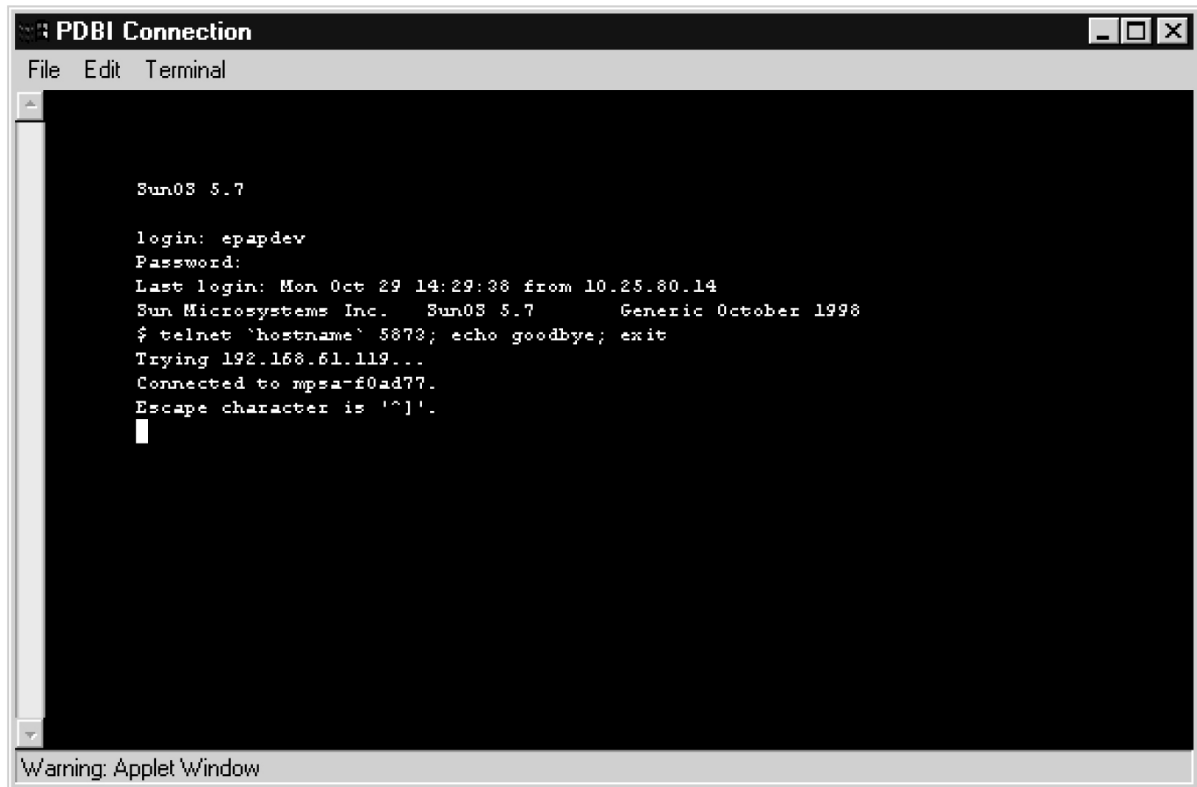 PDBI Connection
File Edit Terminal
SunOS 5.7
login: epapdev
Password:
Last login: Mon Oct 29 14:29:38 from 10.25.80.14
Sun Microsystems Inc.   SunOS 5.7       Generic October 1998
$ telnet `hostname` 5873; echo goodbye; exit
Trying 192.168.61.119...
Connected to mpsa-f0ad77.
Escape character is '^]'.
Warning: Applet Window